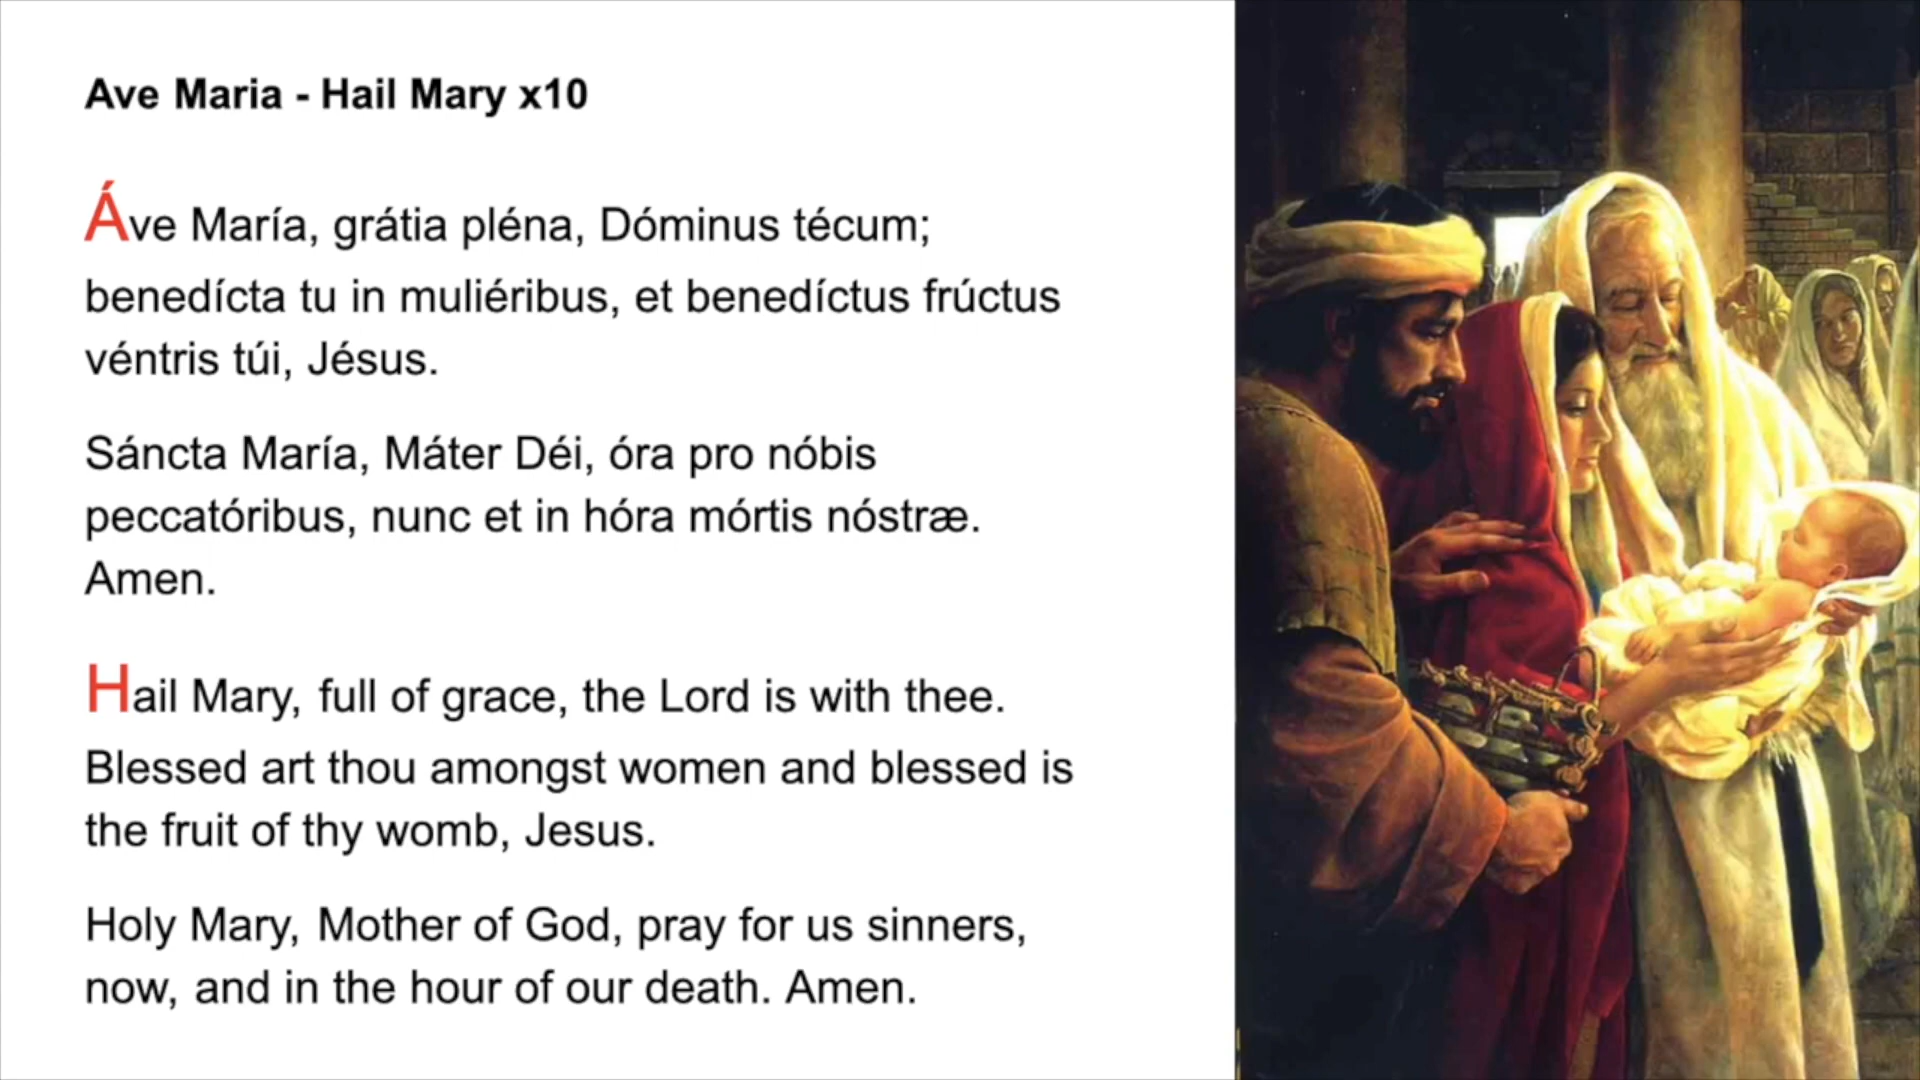 Ave Maria - Hail Mary x10
Áve María, grátia pléna, Dóminus técum;
benedícta tu in muliéribus, et benedíctus frúctus
véntris túi, Jésus.
Sáncta María, Máter Déi, óra pro nóbis
peccatóribus, nunc et in hóra mórtis nóstræ.
Amen.
Hail Mary, full of grace, the Lord is with thee.
Blessed art thou amongst women and blessed is
the fruit of thy womb, Jesus.
Holy Mary, Mother of God, pray for us sinners,
now, and in the hour of our death. Amen.